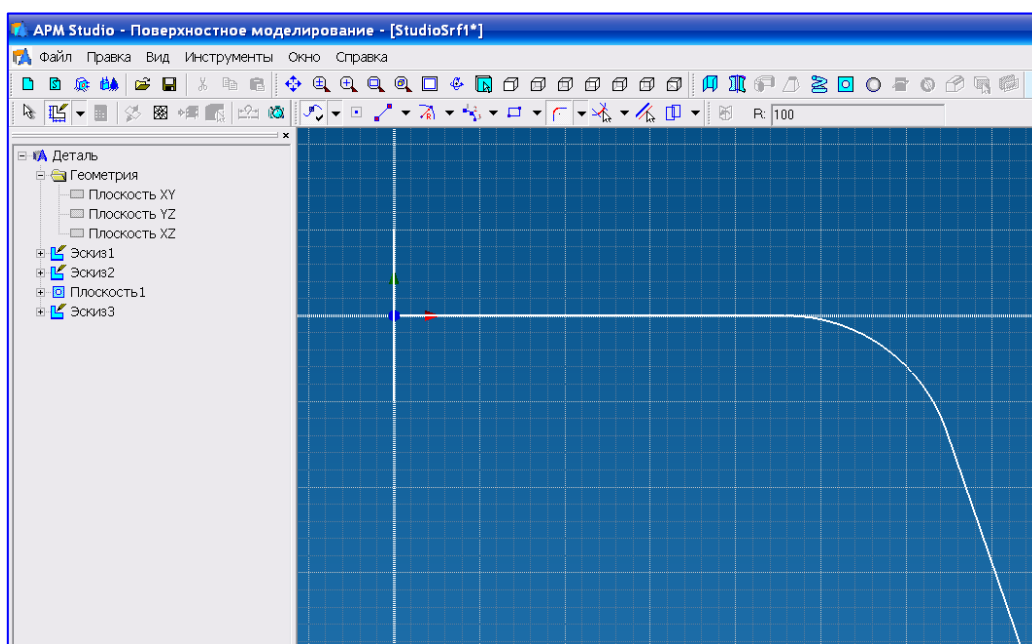 APM Studio - Поверхностное моделирование - [StudioSrf1*]
Файл Правка Вид Инструменты Окно Справка
R: 100
Деталь
Геометрия
Плоскость XY
Плоскость YZ
Плоскость XZ
Эскиз1
Эскиз2
Плоскость1
Эскиз3